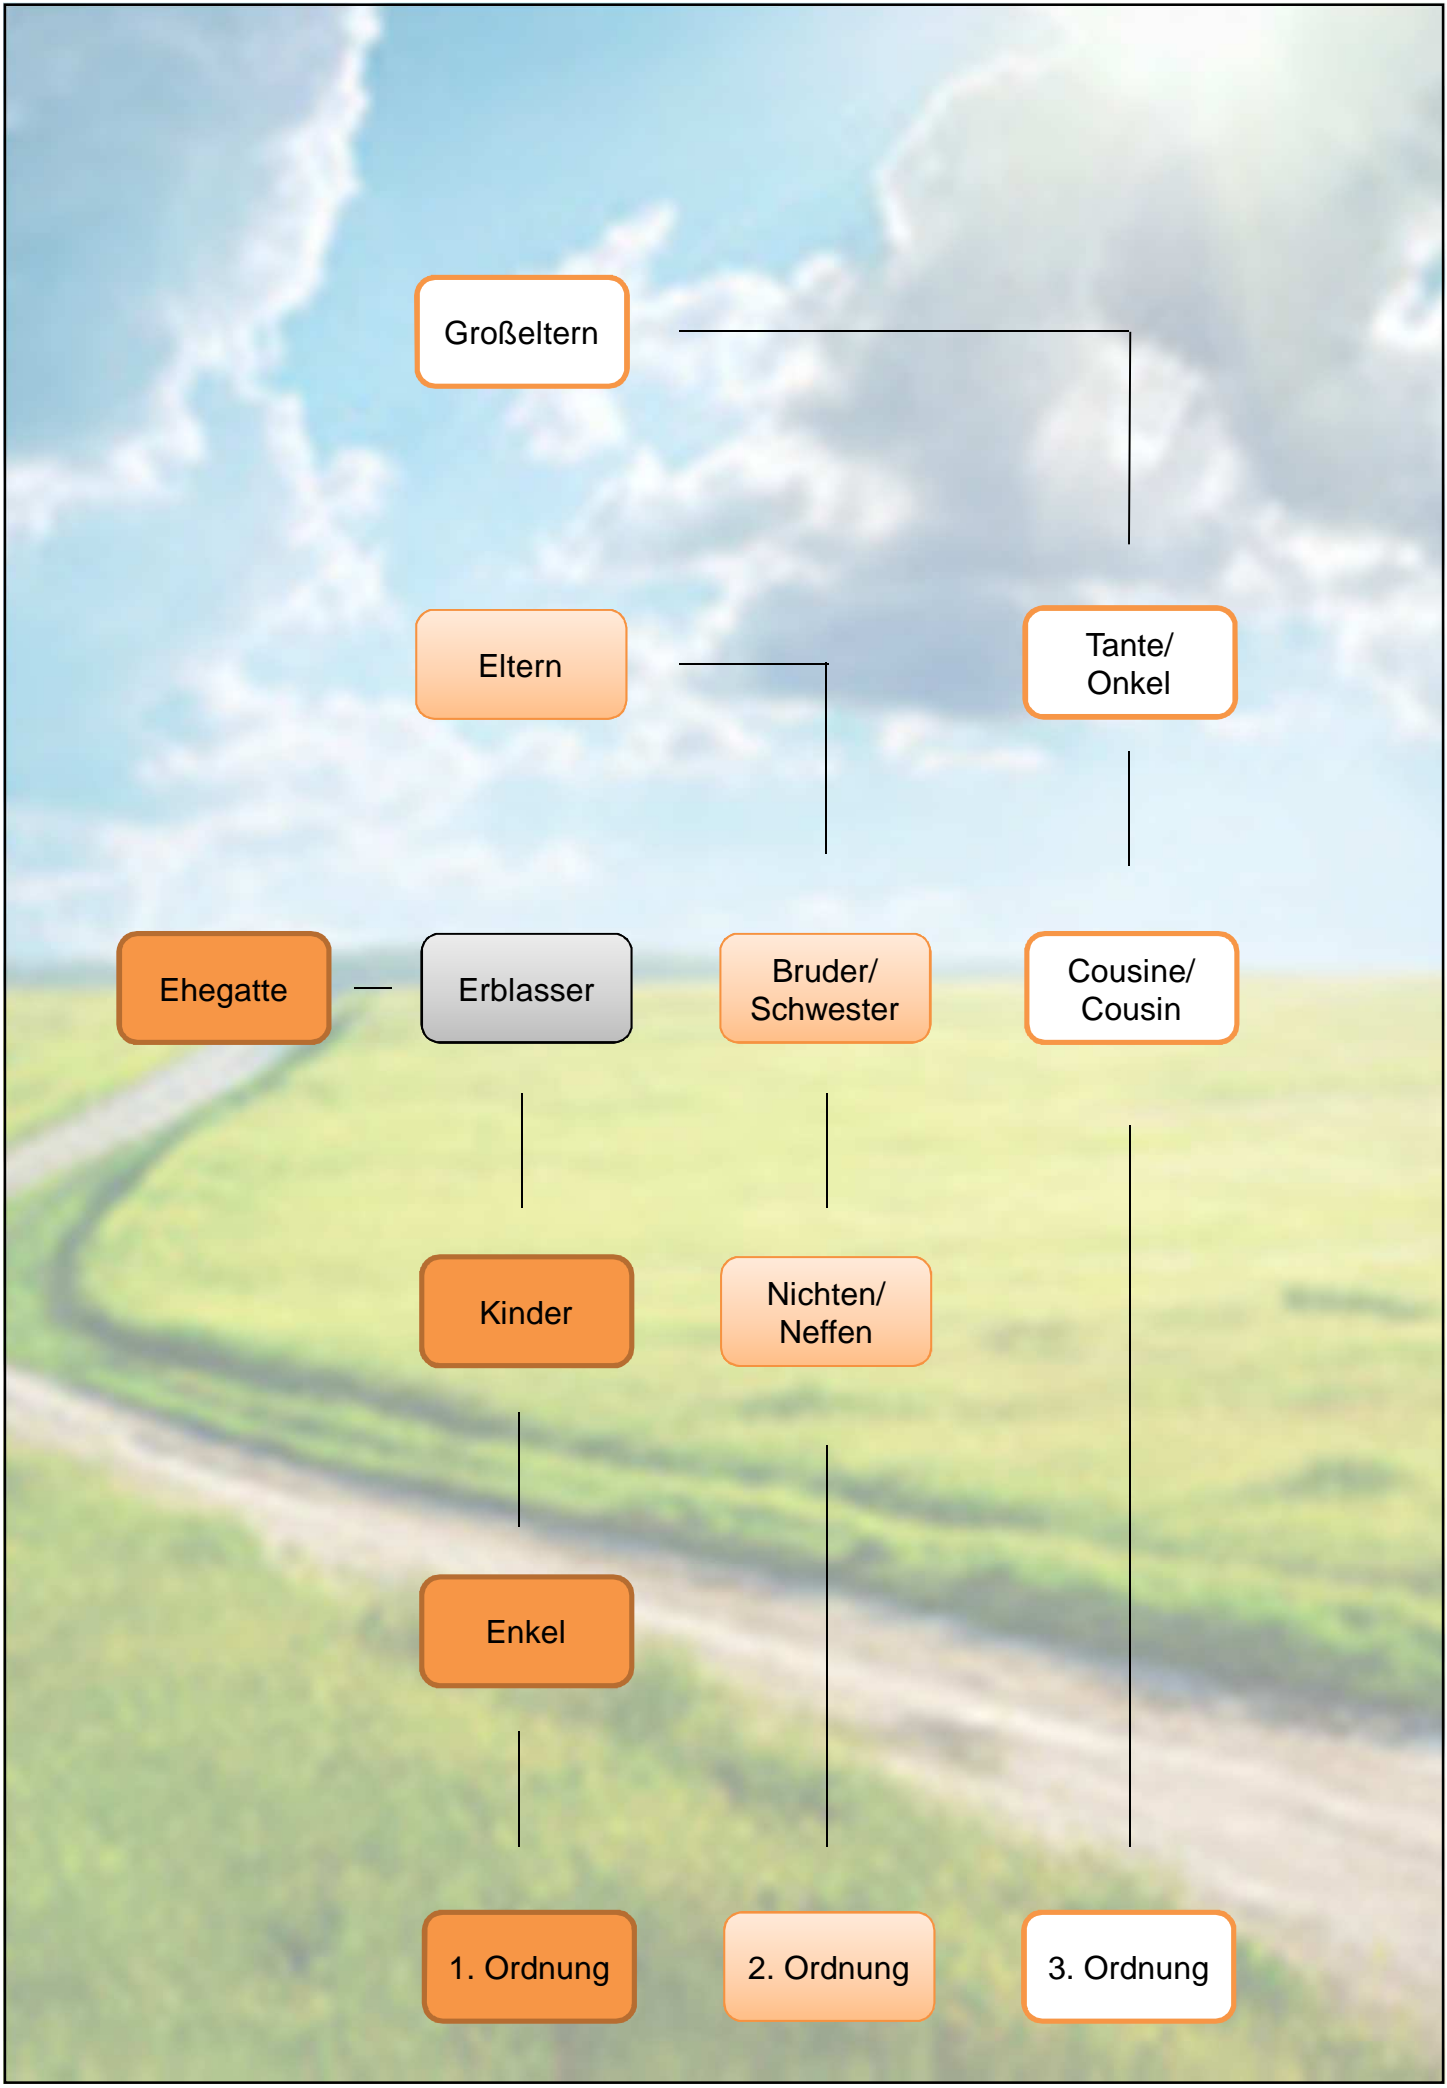 Großeltern
Eltern
Tante/
Onkel
Ehegatte
Erblasser
Bruder/
Schwester
Cousine/
Cousin
Kinder
Nichten/
Neffen
Enkel
1. Ordnung
2. Ordnung
3. Ordnung